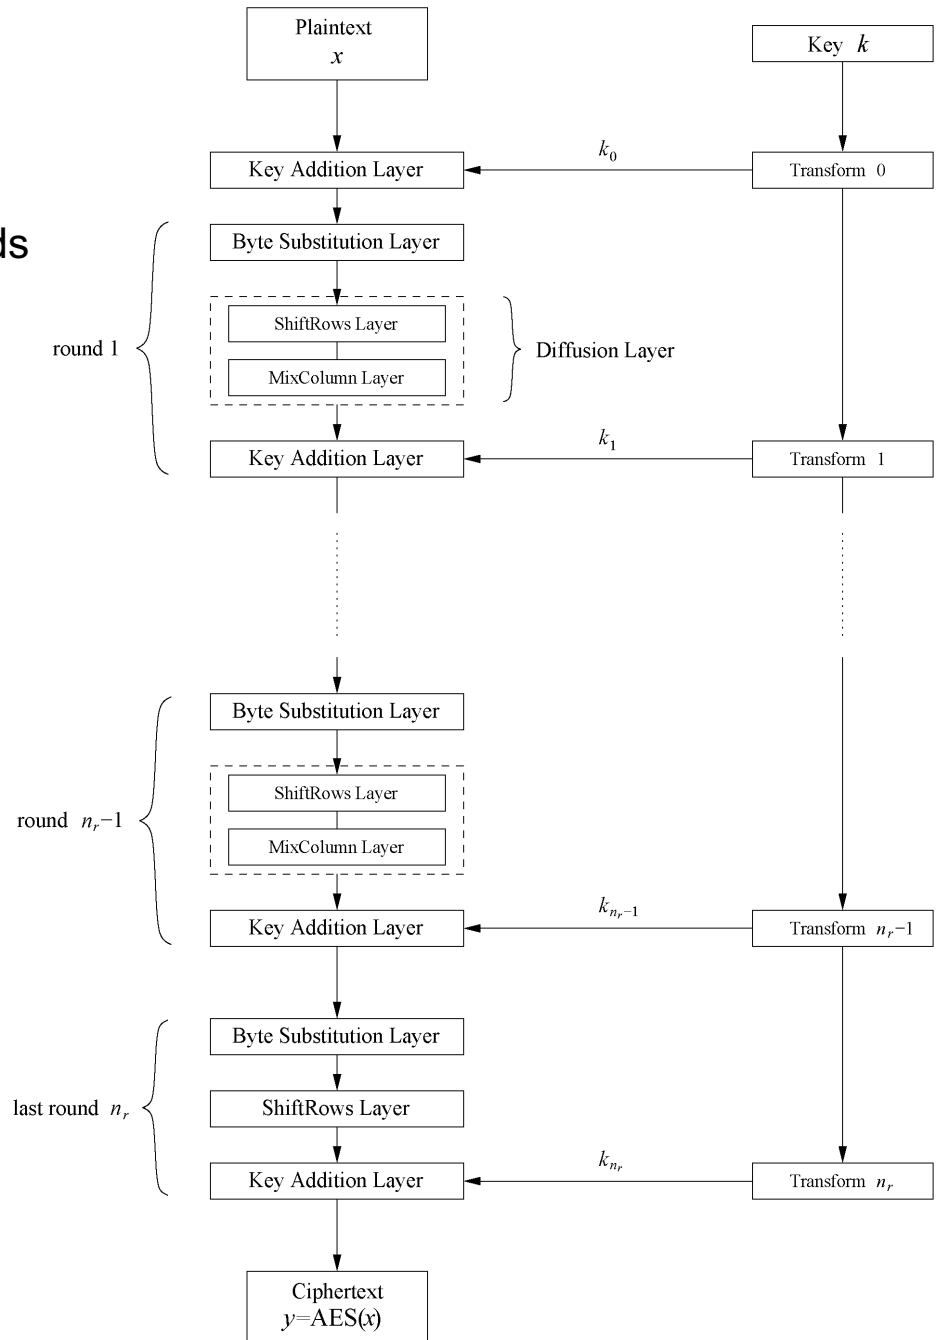 Plaintext
x
Key k
Key Addition Layer
k0
Transform 0
ds
Byte Substitution Layer
ShiftRows Layer
round 1
Diffusion Layer
MixColumn Layer
Key Addition Layer
k1
Transform 1
Byte Substitution Layer
ShiftRows Layer
round nr−1
MixColumn Layer
Key Addition Layer
knr−1
Transform nr−1
Byte Substitution Layer
last round nr
ShiftRows Layer
Key Addition Layer
knr
Transform nr
Ciphertext
y=AES(x)